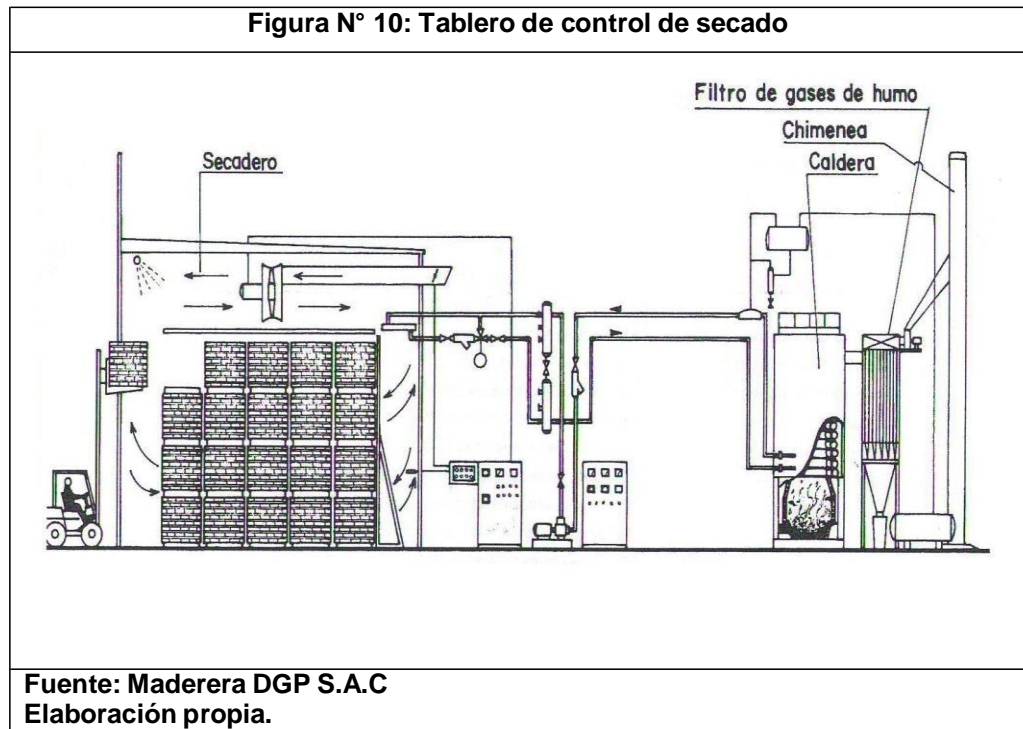 Figura N° 10: Tablero de control de secado
Filtro de gases de humo
Chimenea
Secadero
Caldera
Fuente: Maderera DGP S.A.C
Elaboración propia.